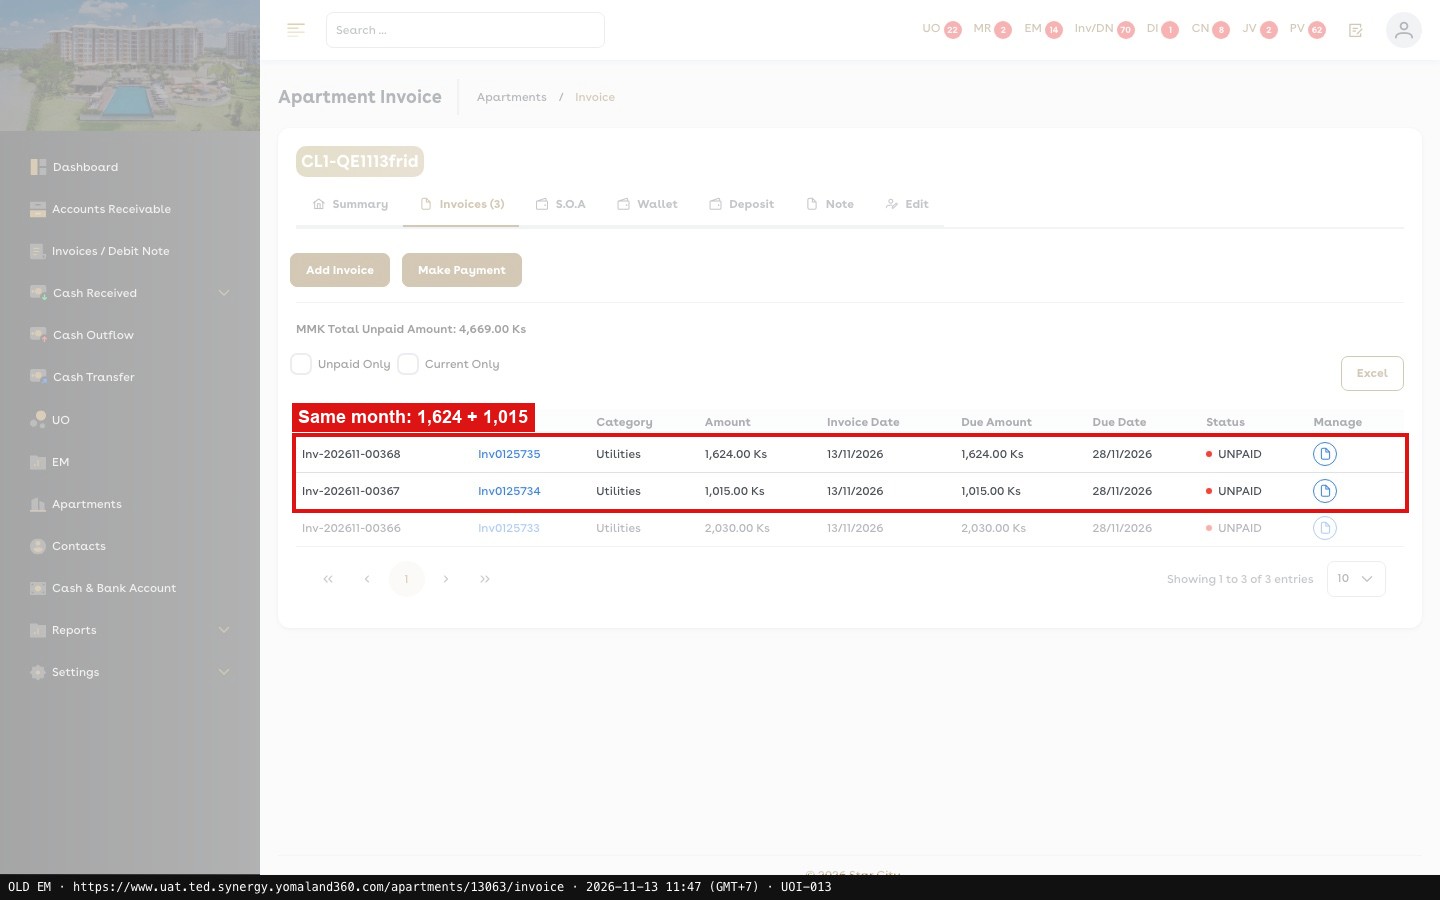 Search ...
UO 22 MR 2 EM 14 Inv/DN 70 DI 1 CN 8 JV 2 PV 62
Apartment Invoice
Apartments / Invoice
Dashboard
Accounts Receivable
Invoices / Debit Note
Cash Received
Cash Outflow
Cash Transfer
UO
EM
Apartments
Contacts
Cash & Bank Account
Reports
Settings
CL1-QE1113frid
Summary Invoices (3) S.O.A Wallet Deposit Note Edit
Add Invoice Make Payment
MMK Total Unpaid Amount: 4,669.00 Ks
Unpaid Only Current Only
Excel
Same month: 1,624 + 1,015
Category Amount Invoice Date Due Amount Due Date Status Manage
Inv-202611-00368 Inv0125735 Utilities 1,624.00 Ks 13/11/2026 1,624.00 Ks 28/11/2026 UNPAID
Inv-202611-00367 Inv0125734 Utilities 1,015.00 Ks 13/11/2026 1,015.00 Ks 28/11/2026 UNPAID
Inv-202611-00366 Inv0125733 Utilities 2,030.00 Ks 13/11/2026 2,030.00 Ks 28/11/2026 UNPAID
« ‹ 1 › »
Showing 1 to 3 of 3 entries 10
© 2026 Star City
OLD EM · https://www.uat.ted.synergy.yomaland360.com/apartments/13063/invoice · 2026-11-13 11:47 (GMT+7) · UOI-013